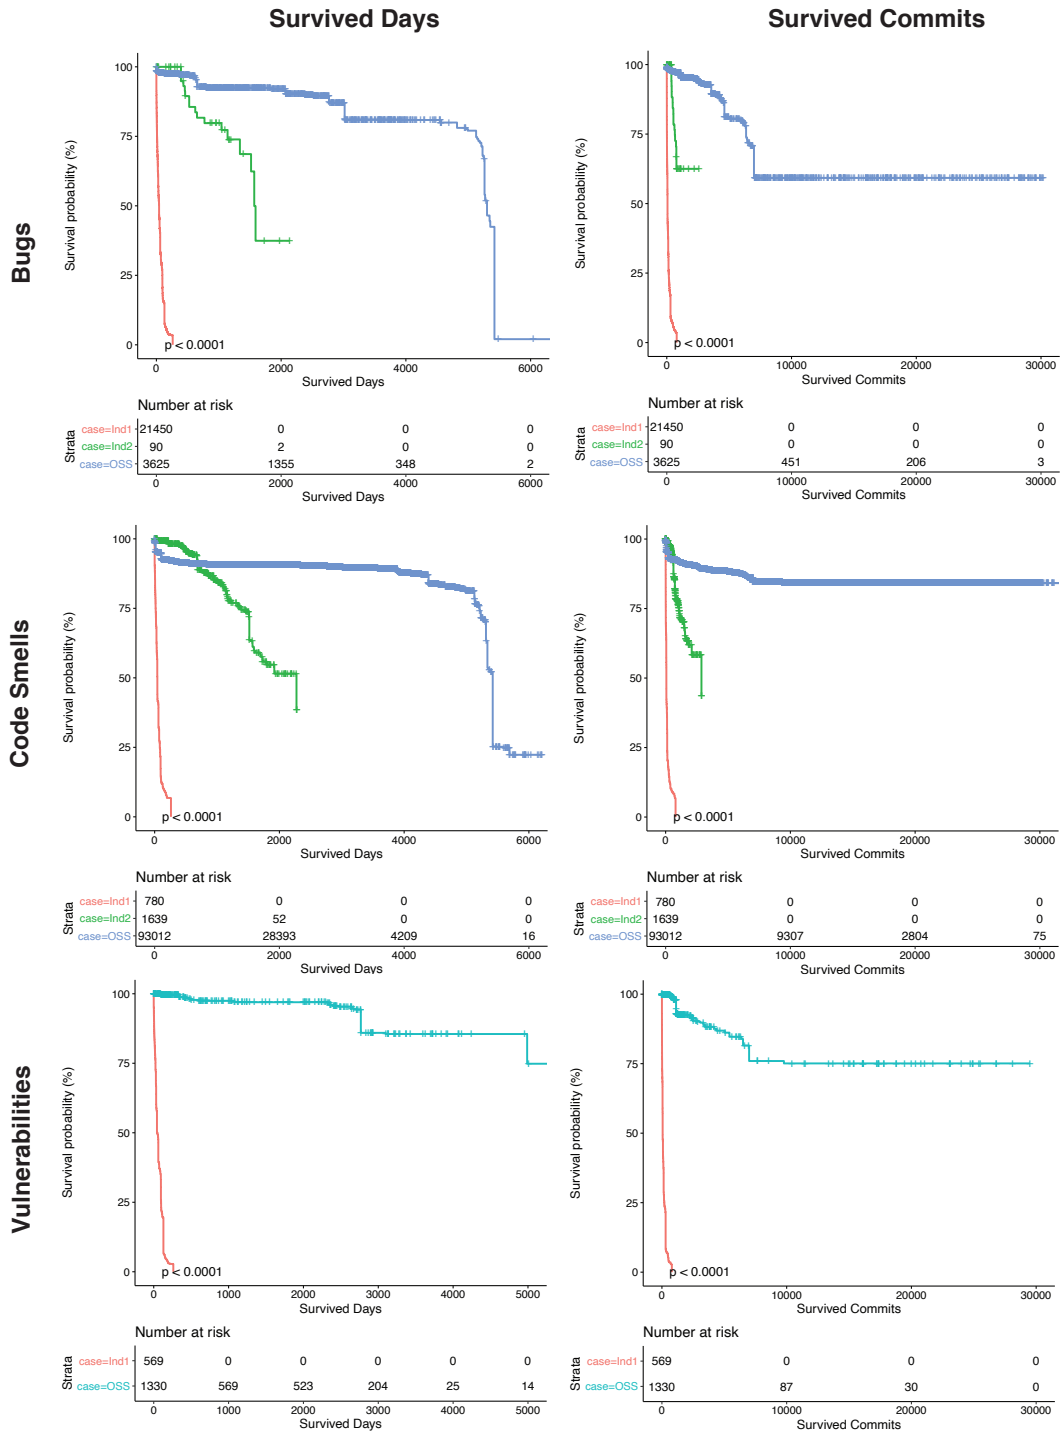 Survived Days
Survived Commits
Bugs
Survival probability (%)
100
75
50
25
0
p < 0.0001
0 2000 4000 6000
Survived Days
Number at risk
Strata
case=Ind1 21450 0 0 0
case=Ind2 90 2 0 0
case=OSS 3625 1355 348 2
0 2000 4000 6000
Survived Days
Survival probability (%)
100
75
50
25
0
p < 0.0001
0 10000 20000 30000
Survived Commits
Number at risk
Strata
case=Ind1 21450 0 0 0
case=Ind2 90 0 0 0
case=OSS 3625 451 206 3
0 10000 20000 30000
Survived Commits
Code Smells
Survival probability (%)
100
75
50
25
0
p < 0.0001
0 2000 4000 6000
Survived Days
Number at risk
Strata
case=Ind1 780 0 0 0
case=Ind2 1639 52 0 0
case=OSS 93012 28393 4209 16
0 2000 4000 6000
Survived Days
Survival probability (%)
100
75
50
25
0
p < 0.0001
0 10000 20000 30000
Survived Commits
Number at risk
Strata
case=Ind1 780 0 0 0
case=Ind2 1639 0 0 0
case=OSS 93012 9307 2804 75
0 10000 20000 30000
Survived Commits
Vulnerabilities
Survival probability (%)
100
75
50
25
0
p < 0.0001
0 1000 2000 3000 4000 5000
Survived Days
Number at risk
Strata
case=Ind1 569 0 0 0 0 0
case=OSS 1330 569 523 204 25 14
0 1000 2000 3000 4000 5000
Survived Days
Survival probability (%)
100
75
50
25
0
p < 0.0001
0 10000 20000 30000
Survived Commits
Number at risk
Strata
case=Ind1 569 0 0 0
case=OSS 1330 87 30 0
0 10000 20000 30000
Survived Commits